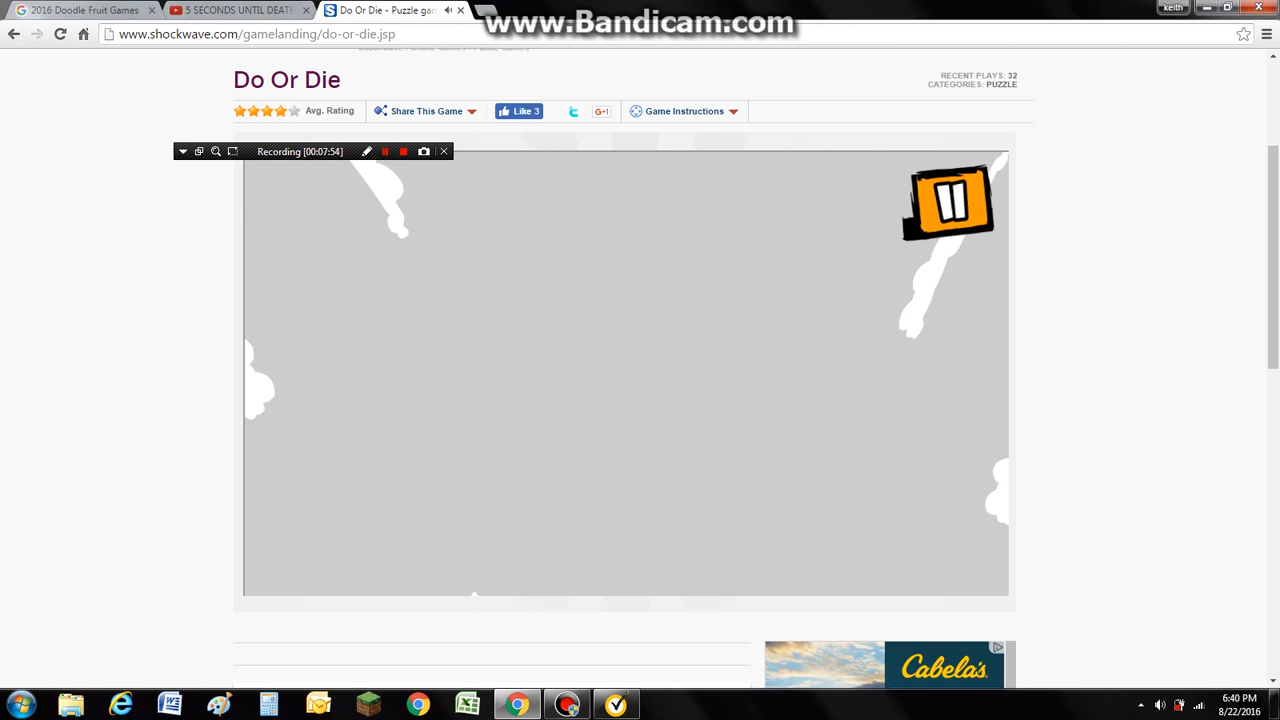 www.Bandicam.com
2016 Doodle Fruit Games
5 SECONDS UNTIL DEATH
Do Or Die - Puzzle gam
keith
www.shockwave.com/gamelanding/do-or-die.jsp
Do Or Die
RECENT PLAYS: 32
CATEGORIES: PUZZLE
Avg. Rating
Share This Game
Like 3
G+1
Game Instructions
Recording [00:07:54]
Cabela's
6:40 PM
8/22/2016